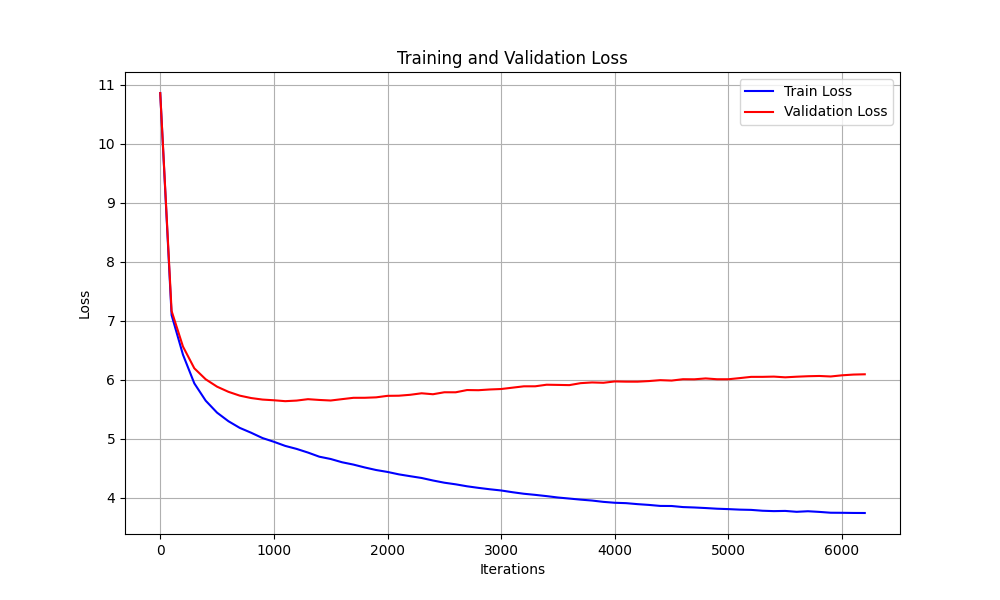 Training and Validation Loss
Train Loss
Validation Loss
11
10
9
8
7
6
5
4
Loss
0 1000 2000 3000 4000 5000 6000
Iterations